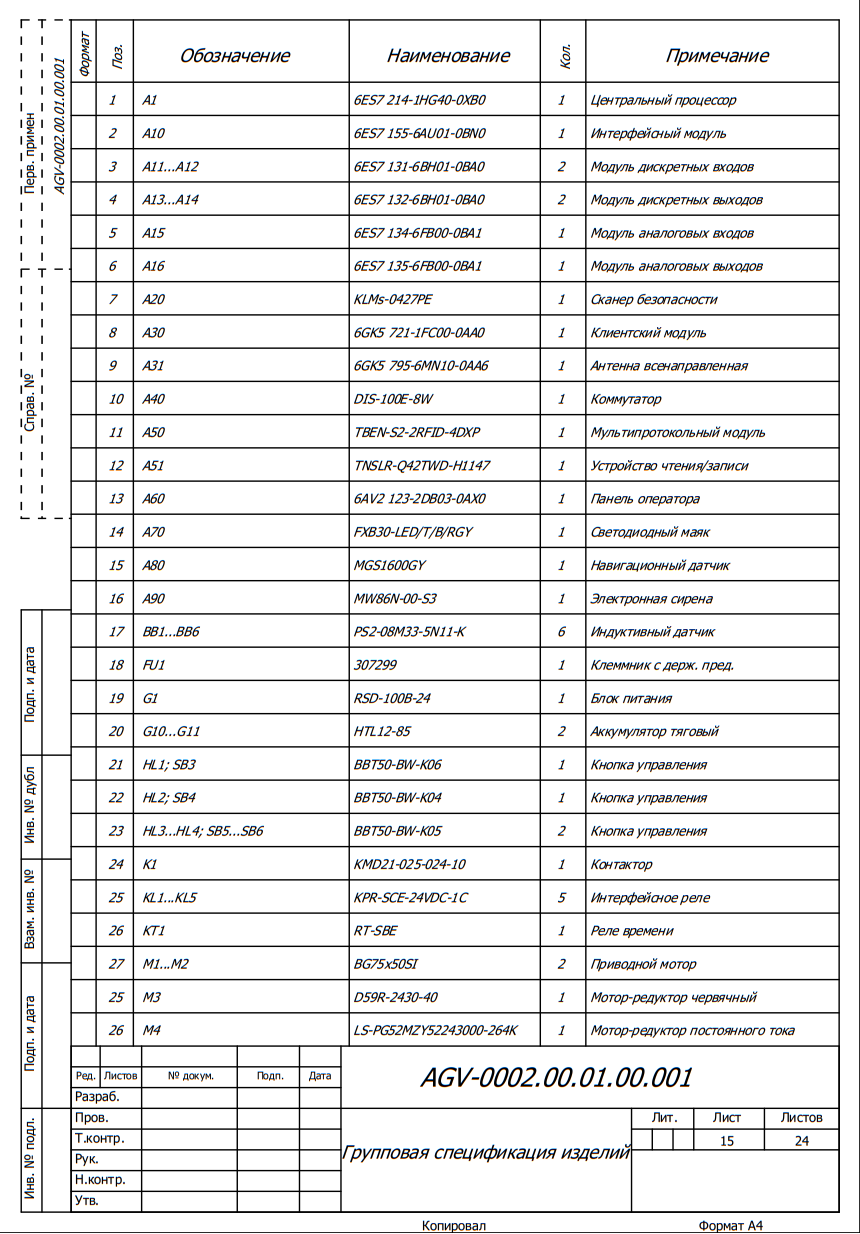 Формат Поз. Обозначение Наименование Кол. Примечание
1 A1 6ES7 214-1HG40-0XB0 1 Центральный процессор
2 A10 6ES7 155-6AU01-0BN0 1 Интерфейсный модуль
3 A11...A12 6ES7 131-6BH01-0BA0 2 Модуль дискретных входов
4 A13...A14 6ES7 132-6BH01-0BA0 2 Модуль дискретных выходов
5 A15 6ES7 134-6FB00-0BA1 1 Модуль аналоговых входов
6 A16 6ES7 135-6FB00-0BA1 1 Модуль аналоговых выходов
7 A20 KLMs-0427PE 1 Сканер безопасности
8 A30 6GK5 721-1FC00-0AA0 1 Клиентский модуль
9 A31 6GK5 795-6MN10-0AA6 1 Антенна всенаправленная
10 A40 DIS-100E-8W 1 Коммутатор
11 A50 TBEN-S2-2RFID-4DXP 1 Мультипротокольный модуль
12 A51 TNSLR-Q42TWD-H1147 1 Устройство чтения/записи
13 A60 6AV2 123-2DB03-0AX0 1 Панель оператора
14 A70 FXB30-LED/T/B/RGY 1 Светодиодный маяк
15 A80 MGS1600GY 1 Навигационный датчик
16 A90 MW86N-00-S3 1 Электронная сирена
17 BB1...BB6 PS2-08M33-5N11-K 6 Индуктивный датчик
18 FU1 307299 1 Клеммник с держ. пред.
19 G1 RSD-100B-24 1 Блок питания
20 G10...G11 HTL12-85 2 Аккумулятор тяговый
21 HL1; SB3 BBT50-BW-K06 1 Кнопка управления
22 HL2; SB4 BBT50-BW-K04 1 Кнопка управления
23 HL3...HL4; SB5...SB6 BBT50-BW-K05 2 Кнопка управления
24 K1 KMD21-025-024-10 1 Контактор
25 KL1...KL5 KPR-SCE-24VDC-1C 5 Интерфейсное реле
26 KT1 RT-SBE 1 Реле времени
27 M1...M2 BG75x50SI 2 Приводной мотор
25 M3 D59R-2430-40 1 Мотор-редуктор червячный
26 M4 LS-PG52MZY52243000-264K 1 Мотор-редуктор постоянного тока
Перв. примен
AGV-0002.00.01.00.001
Справ. №
Подп. и дата
Инв. № дубл
Взам. инв. №
Подп. и дата
Инв. № подл.
Ред. Листов № докум. Подп. Дата
Разраб.
Пров.
Т.контр.
Рук.
Н.контр.
Утв.
AGV-0002.00.01.00.001
Групповая спецификация изделий
Лит. Лист Листов
15 24
Копировал Формат А4